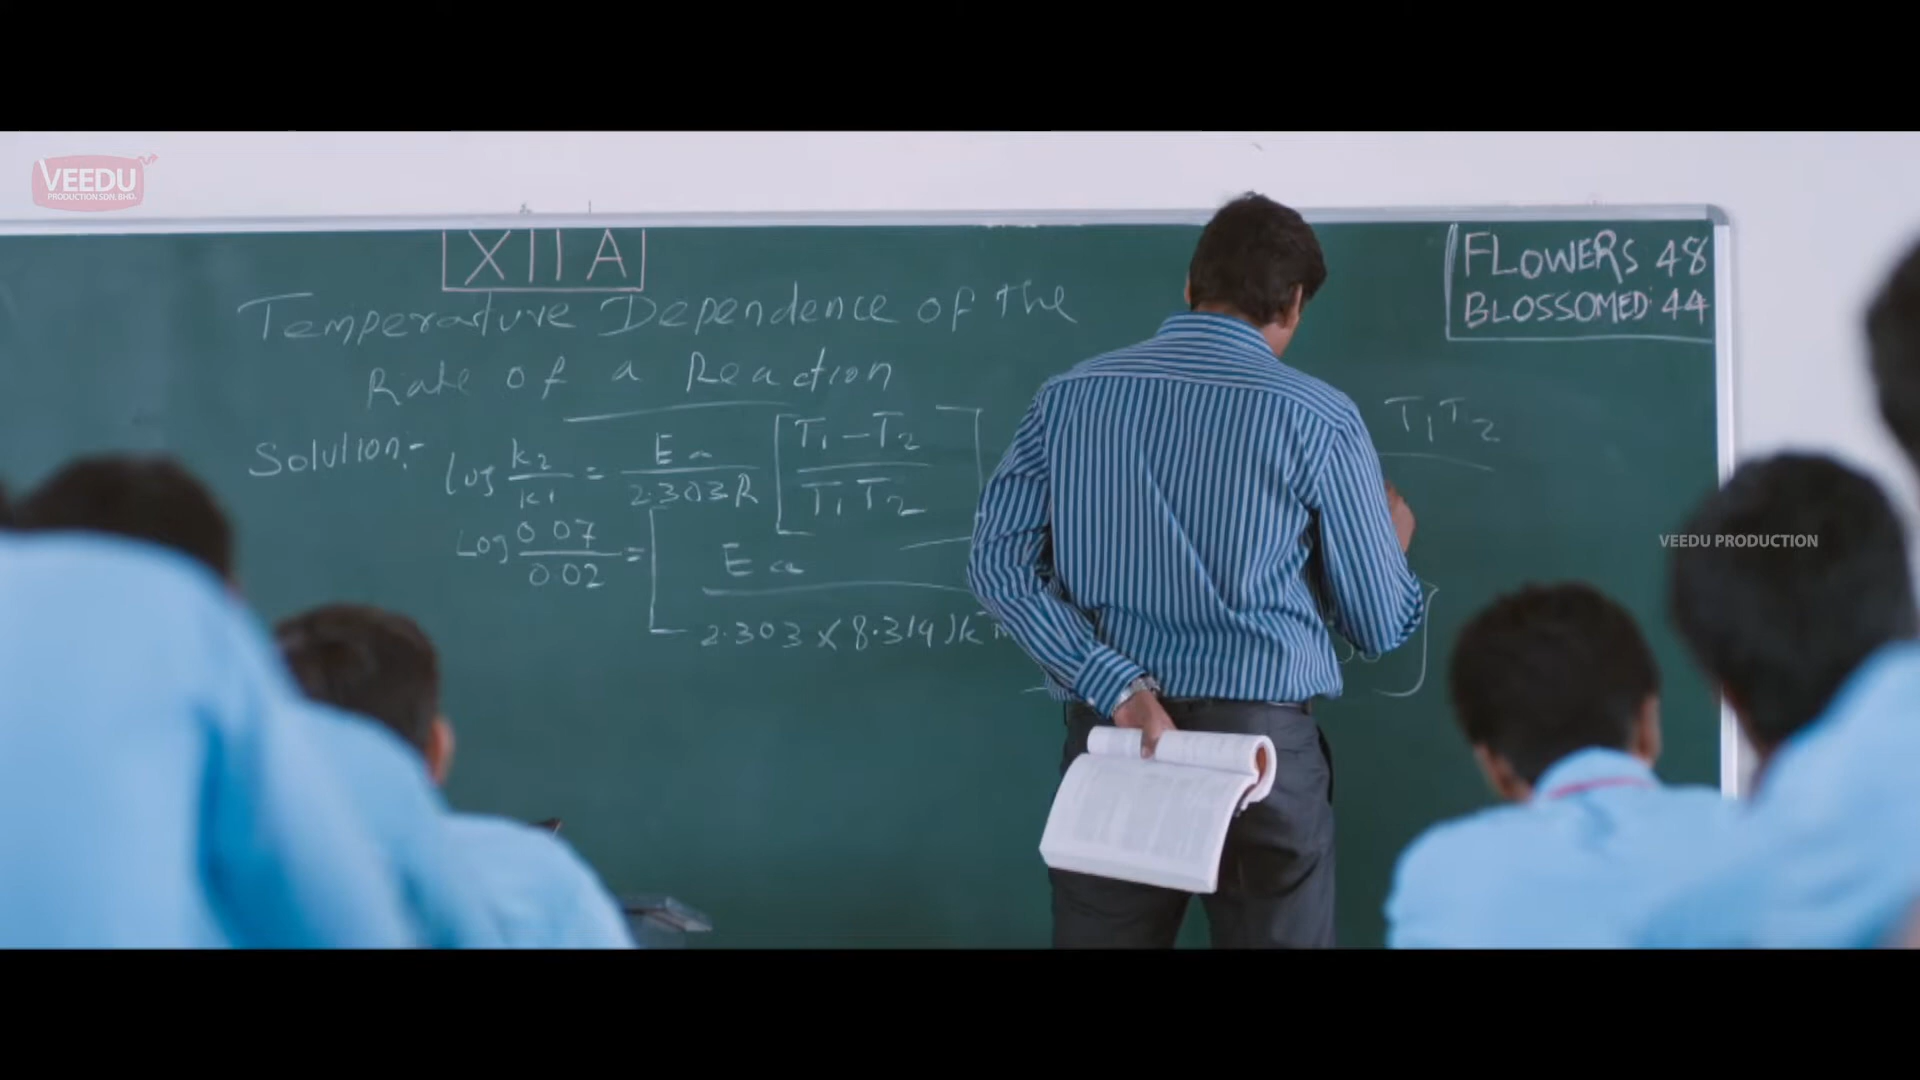 VEEDU
PRODUCTION SDN. BHD.
XII A
FLOWERS 48
BLOSSOMED 44
Temperature Dependence of the
Rate of a Reaction
Solution:- log k2/k1 = Ea/2.303R [T1-T2/T1T2]
T1T2
Log 0.07/0.02 = [Ea
2.303 x 8.314)k
VEEDU PRODUCTION